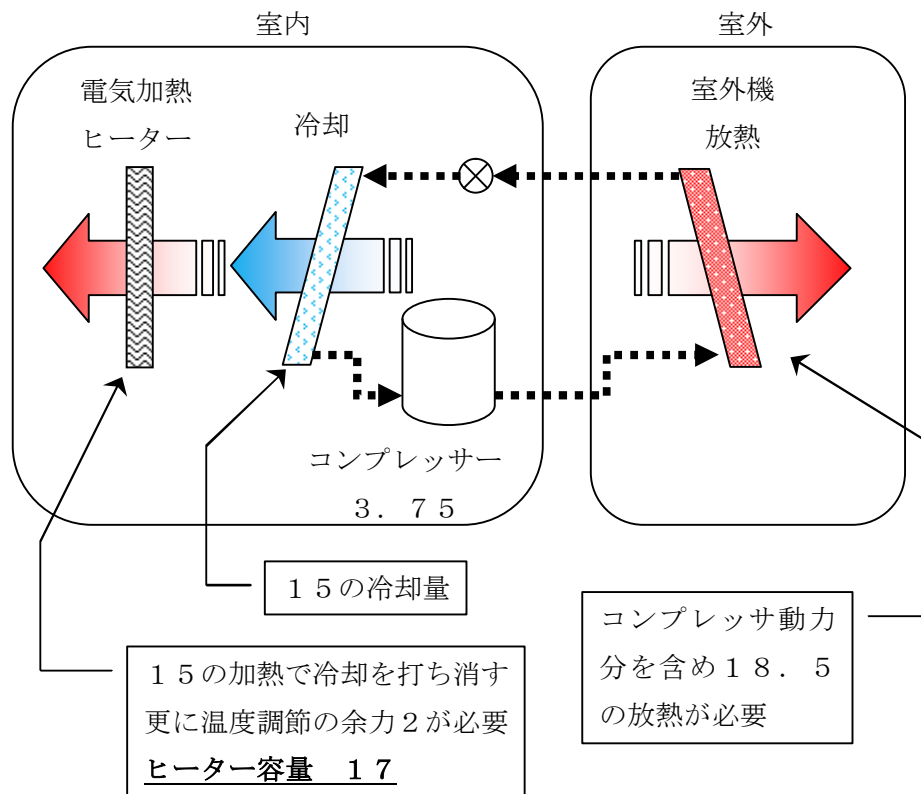 室内
室外
電気加熱
ヒーター
冷却
室外機
放熱
コンプレッサー
３．７５
１５の冷却量
１５の加熱で冷却を打ち消す
更に温度調節の余力２が必要
ヒーター容量　１７
コンプレッサ動力
分を含め１８．５
の放熱が必要